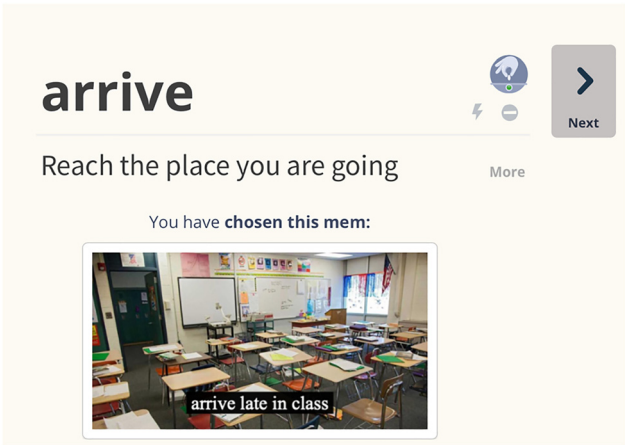 arrive
Next
Reach the place you are going
More
You have chosen this mem:
arrive late in class